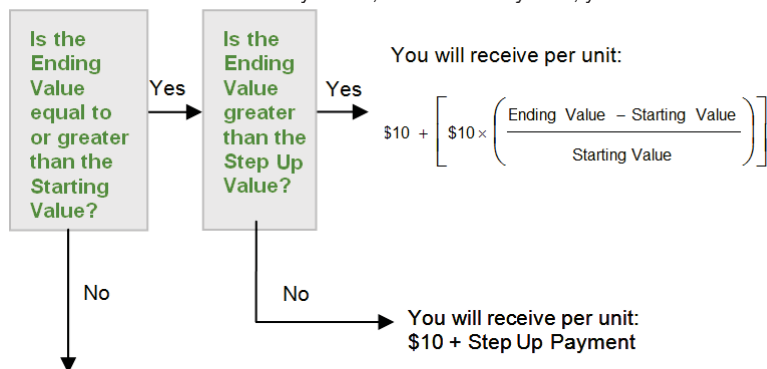 Is the
Ending
Value
equal to
or greater
than the
Starting
Value?
Yes
Is the
Ending
Value
greater
than the
Step Up
Value?
Yes
You will receive per unit:
$10 + [ $10 × ( Ending Value – Starting Value / Starting Value ) ]
No
No
You will receive per unit:
$10 + Step Up Payment